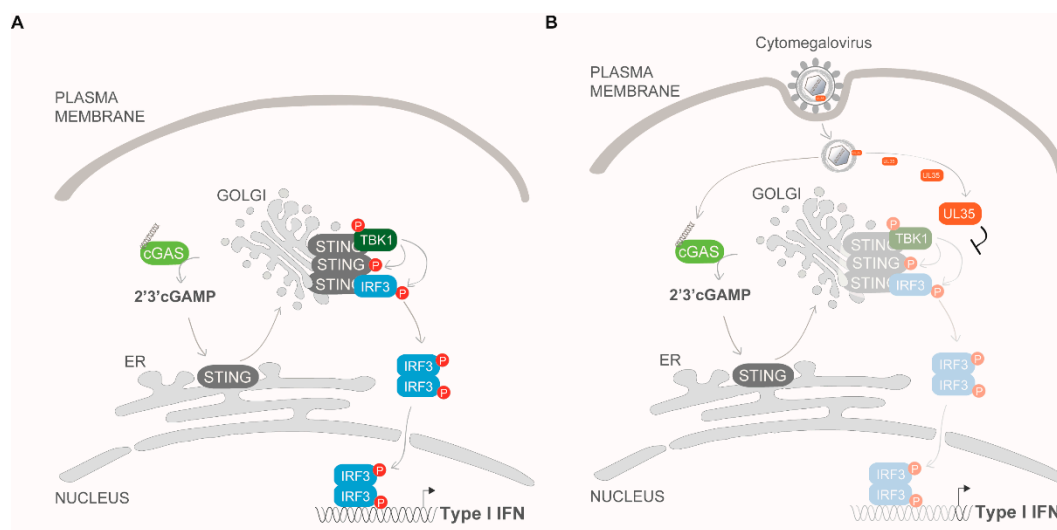 A
PLASMA
MEMBRANE
GOLGI
P
TBK1
STING
cGAS
STING
P
STING
IRF3
P
2'3'cGAMP
ER
STING
IRF3
P
IRF3
P
NUCLEUS
IRF3
P
IRF3
P
Type I IFN
B
Cytomegalovirus
PLASMA
MEMBRANE
UL35
UL35
GOLGI
P
TBK1
STING
cGAS
STING
P
STING
IRF3
P
2'3'cGAMP
ER
STING
IRF3
P
IRF3
P
NUCLEUS
IRF3
P
IRF3
P
Type I IFN